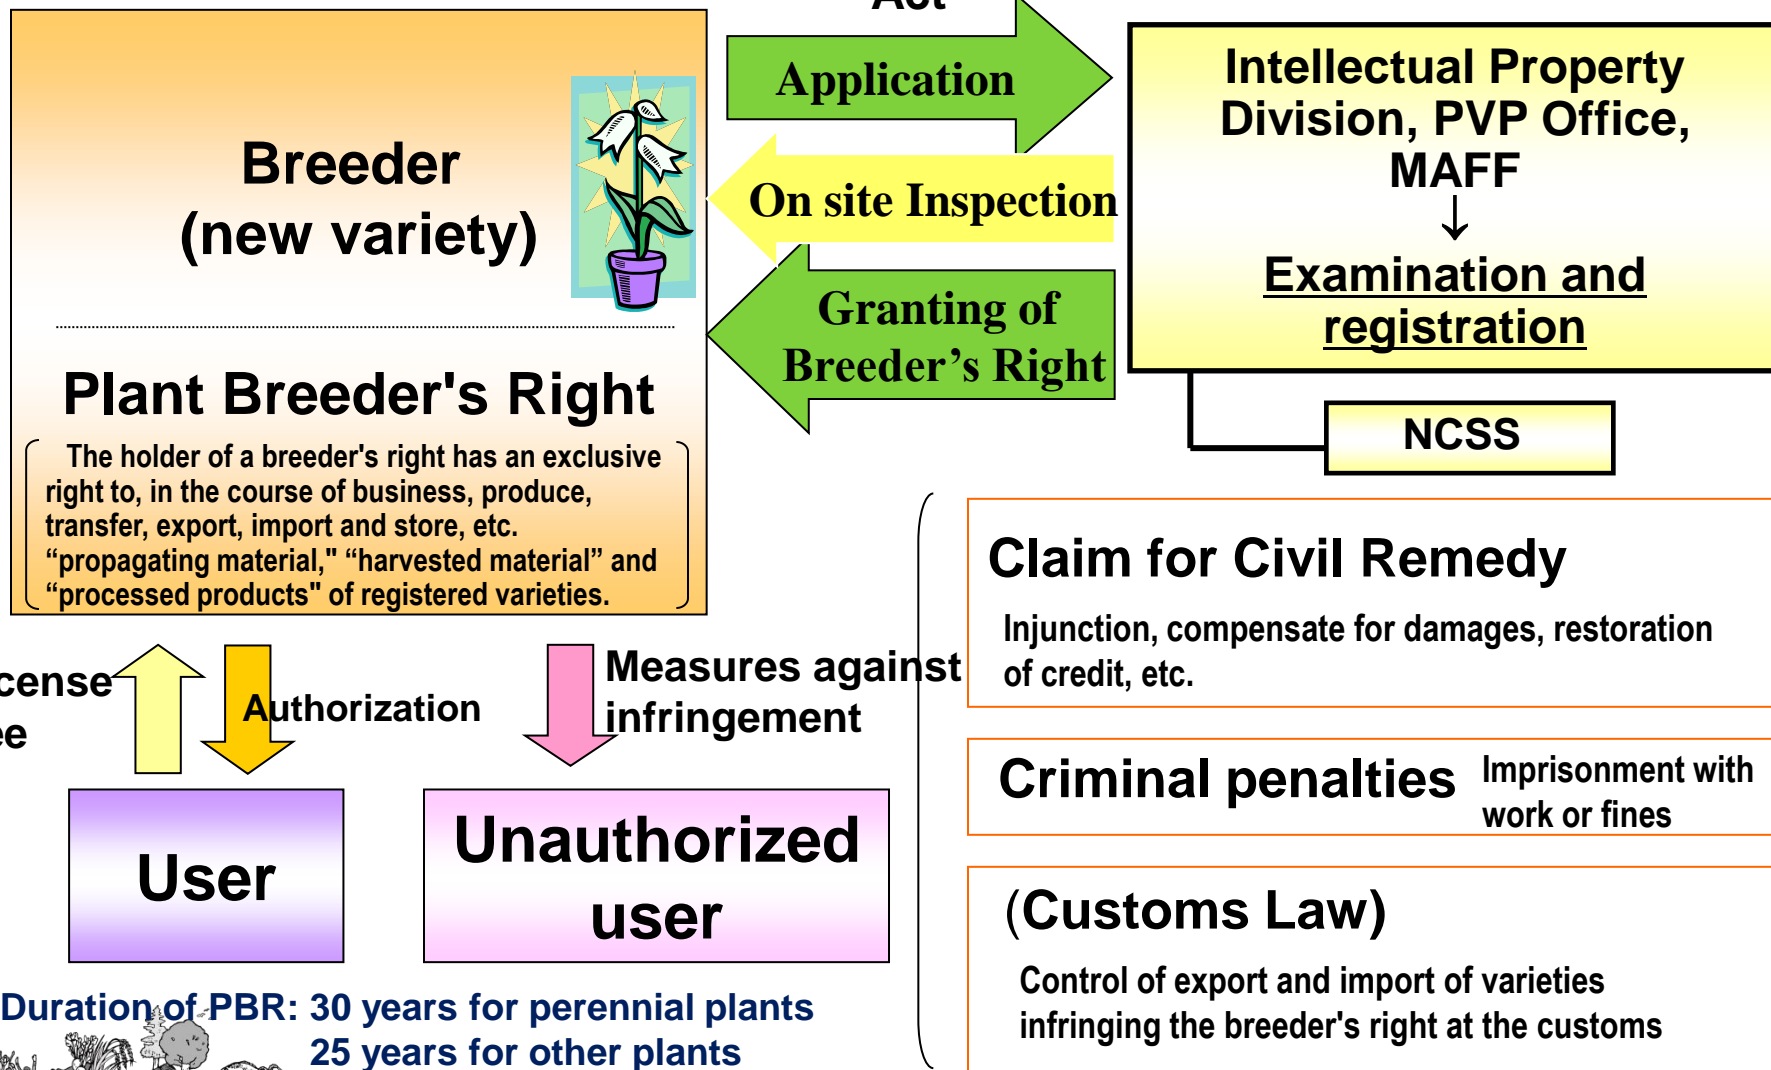 Act
Application
On site Inspection
Granting of
Breeder’s Right
Breeder
(new variety)
Plant Breeder's Right
The holder of a breeder's right has an exclusive
right to, in the course of business, produce,
transfer, export, import and store, etc.
“propagating material," “harvested material” and
“processed products" of registered varieties.
Intellectual Property
Division, PVP Office,
MAFF
↓
Examination and
registration
NCSS
cense
ee
Authorization
Measures against
infringement
User
Unauthorized
user
Claim for Civil Remedy
Injunction, compensate for damages, restoration
of credit, etc.
Criminal penalties
Imprisonment with
work or fines
(Customs Law)
Control of export and import of varieties
infringing the breeder's right at the customs
Duration of PBR: 30 years for perennial plants
25 years for other plants